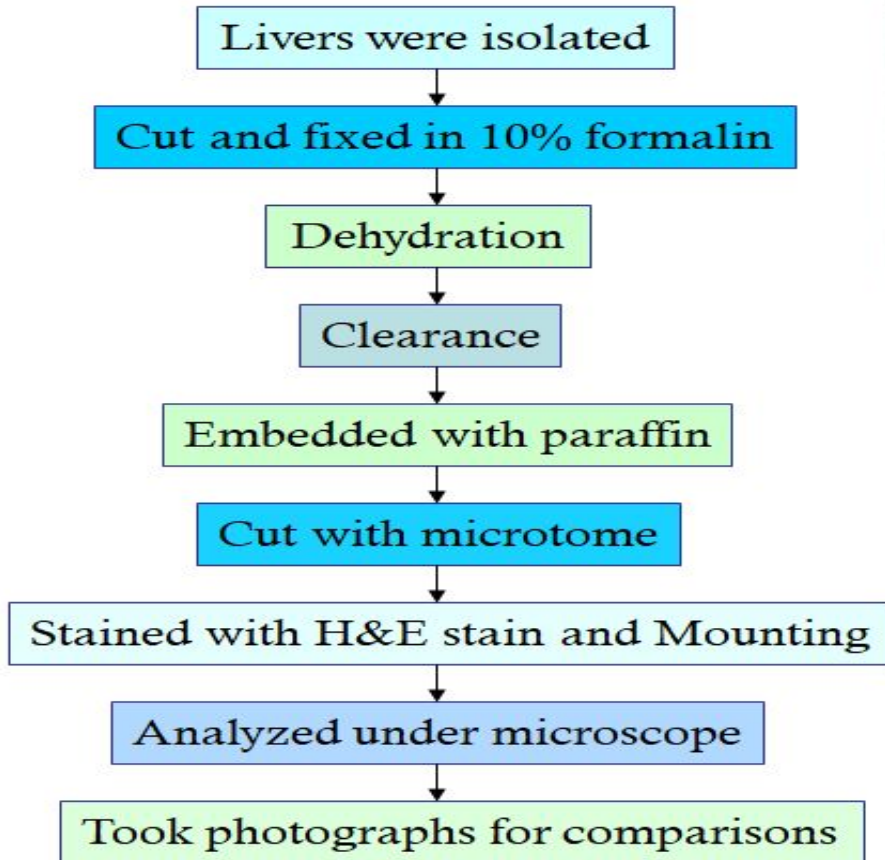 Livers were isolated
Cut and fixed in 10% formalin
Dehydration
Clearance
Embedded with paraffin
Cut with microtome
Stained with H&E stain and Mounting
Analyzed under microscope
Took photographs for comparisons